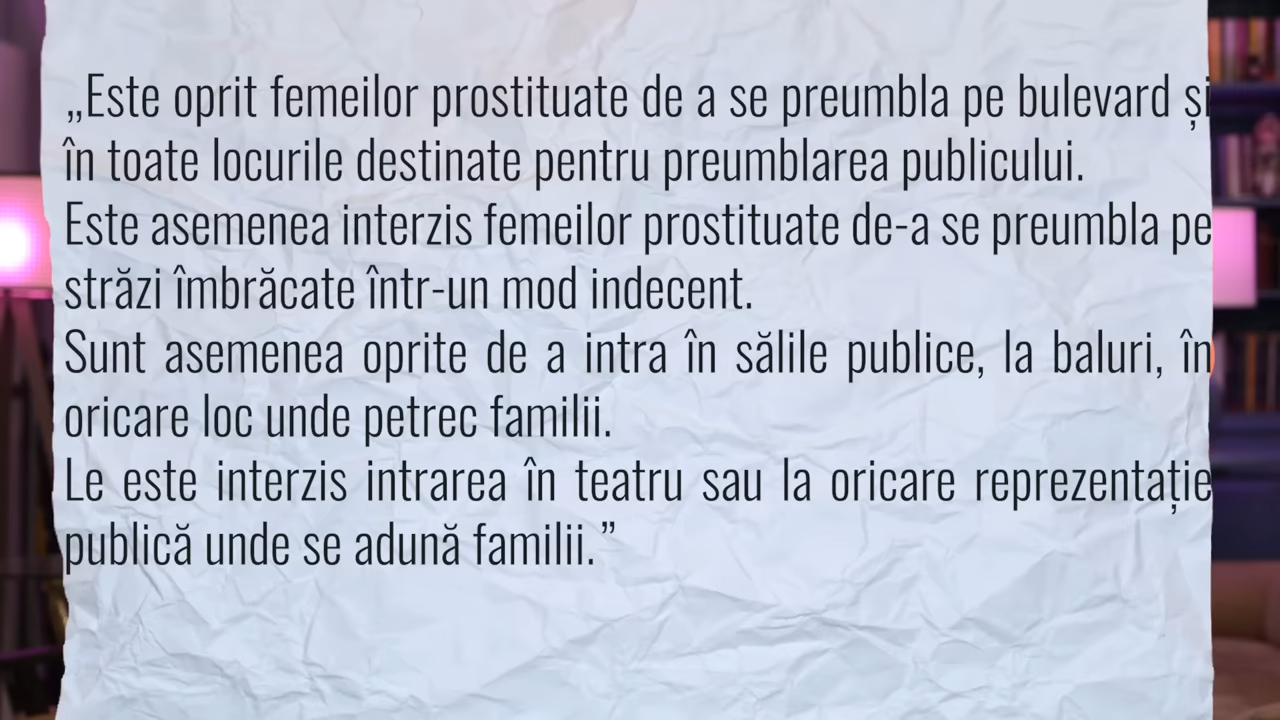 „Este oprit femeilor prostituate de a se preumbla pe bulevard și
în toate locurile destinate pentru preumblarea publicului.
Este asemenea interzis femeilor prostituate de-a se preumbla pe
străzi îmbrăcate într-un mod indecent.
Sunt asemenea oprite de a intra în sălile publice, la baluri, în
oricare loc unde petrec familii.
Le este interzis intrarea în teatru sau la oricare reprezentație
publică unde se adună familii.”